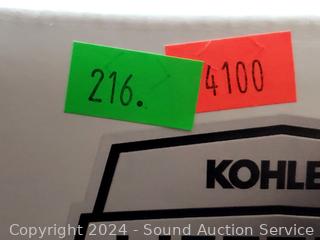 216.
4100
KOHLE
Copyright 2024 - Sound Auction Service